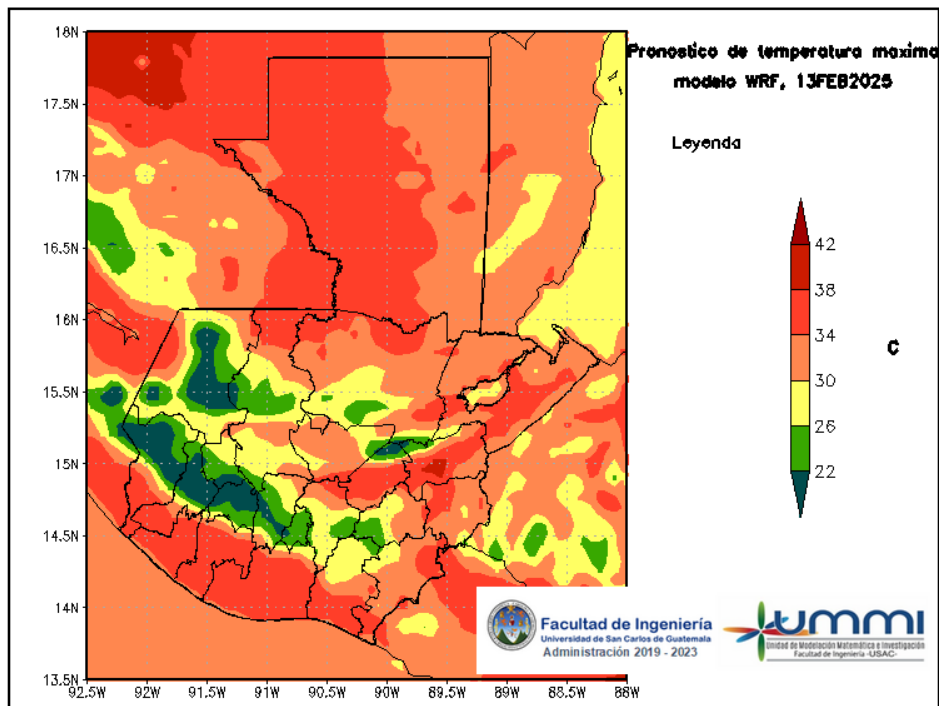 Pronostico de temperatura maxima
modelo WRF, 13FEB2025
Leyenda
18N
17.5N
17N
16.5N
16N
15.5N
15N
14.5N
14N
13.5N
92.5W 92W 91.5W 91W 90.5W 90W 89.5W 89W 88.5W 88W
42
38
34
30
26
22
C
Facultad de Ingeniería
Universidad de San Carlos de Guatemala
Administración 2019 - 2023
UMMI
Unidad de Modelación Matemática e Investigación
Facultad de Ingeniería -USAC-